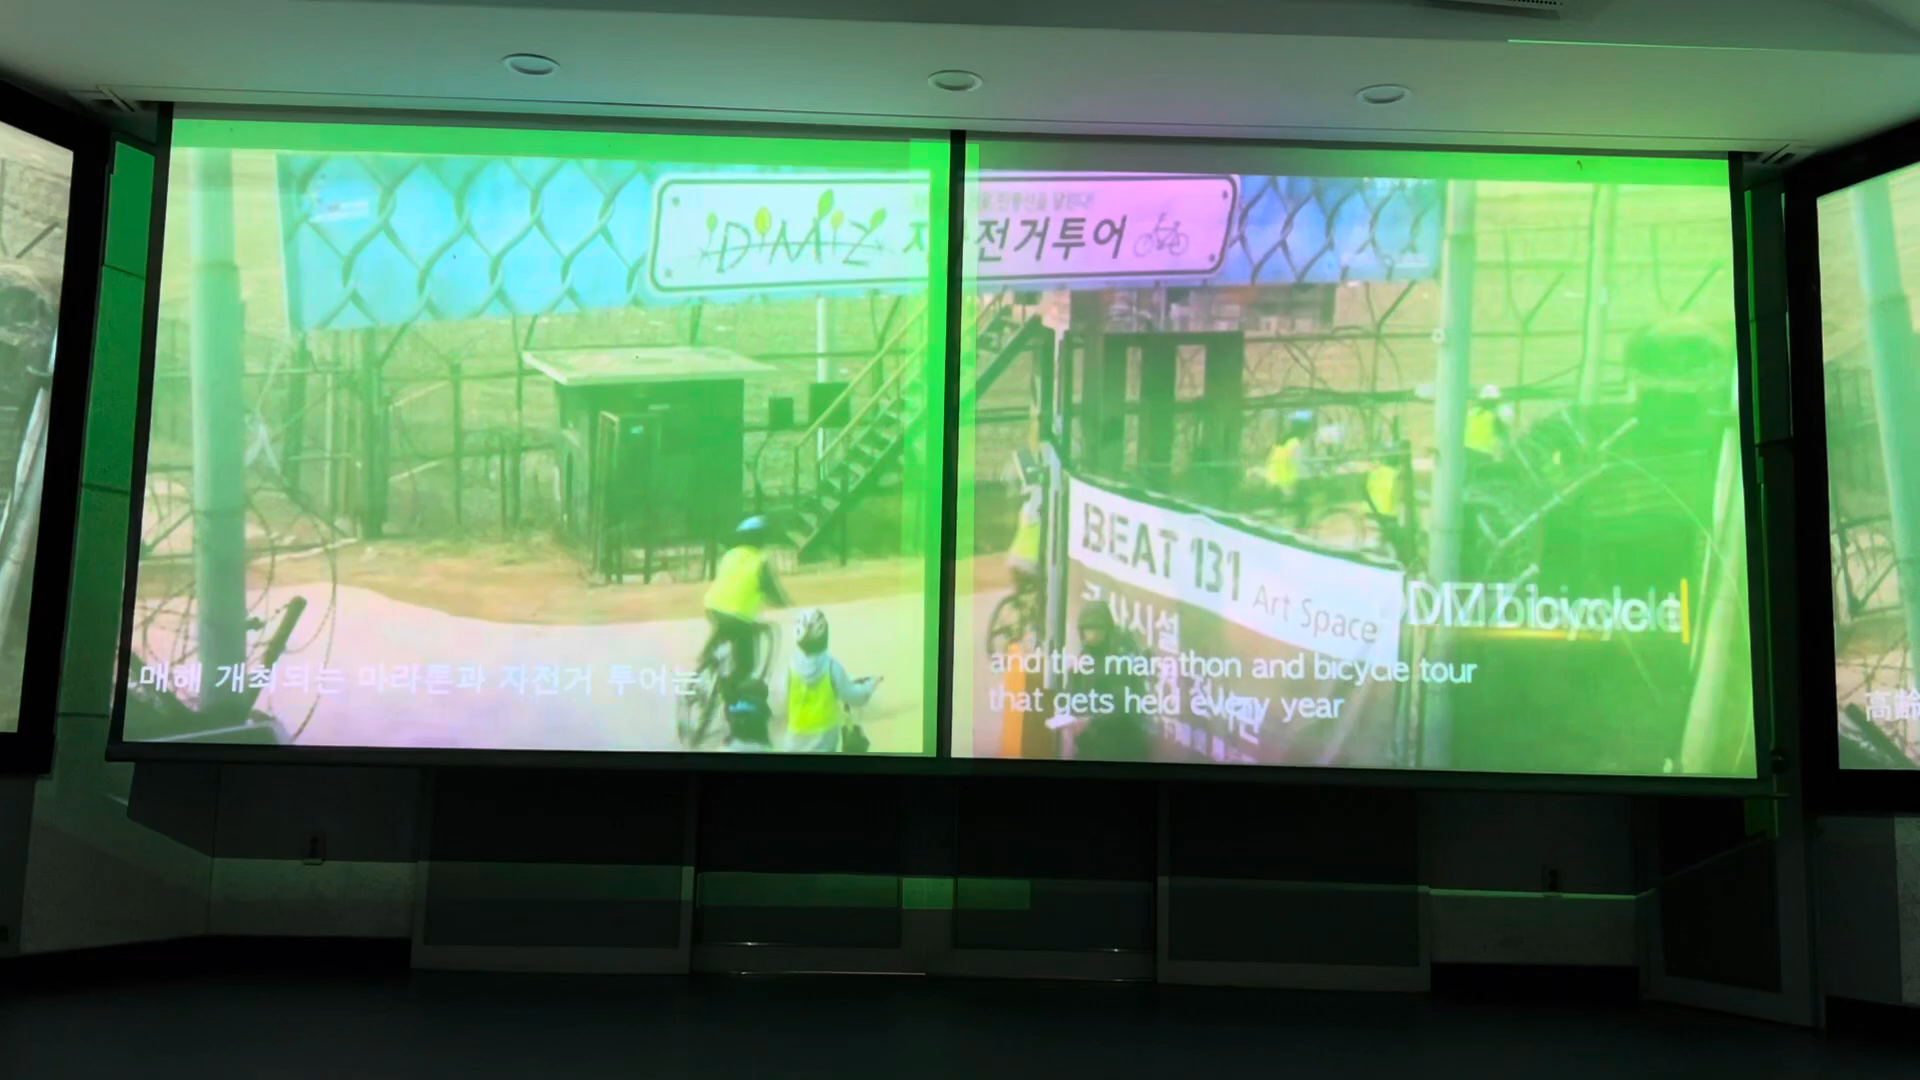 DMZ 자전거투어
BEAT 131 Art Space
DMZ bicycle t
매해 개최되는 마라톤과 자전거 투어는
and the marathon and bicycle tour
that gets held every year
高齢